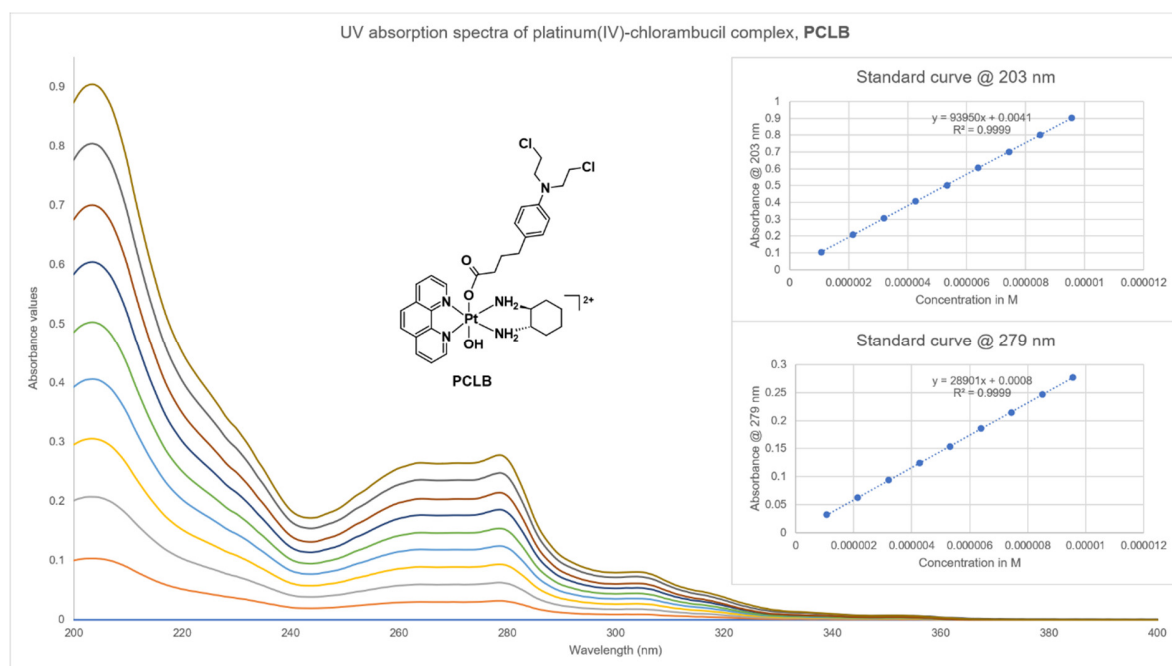 UV absorption spectra of platinum(IV)-chlorambucil complex, PCLB
Absorbance values
0.9
0.8
0.7
0.6
0.5
0.4
0.3
0.2
0.1
0
200
220
240
260
280
300
320
340
360
380
400
Wavelength (nm)
Cl
Cl
N
O
O
N
NH2
Pt
N
NH2
OH
2+
PCLB
Standard curve @ 203 nm
Absorbance @ 203 nm
1
0.9
0.8
0.7
0.6
0.5
0.4
0.3
0.2
0.1
0
y = 93950x + 0.0041
R² = 0.9999
0
0.000002
0.000004
0.000006
0.000008
0.00001
0.000012
Concentration in M
Standard curve @ 279 nm
Absorbance @ 279 nm
0.3
0.25
0.2
0.15
0.1
0.05
0
y = 28901x + 0.0008
R² = 0.9999
0
0.000002
0.000004
0.000006
0.000008
0.00001
0.000012
Concentration in M